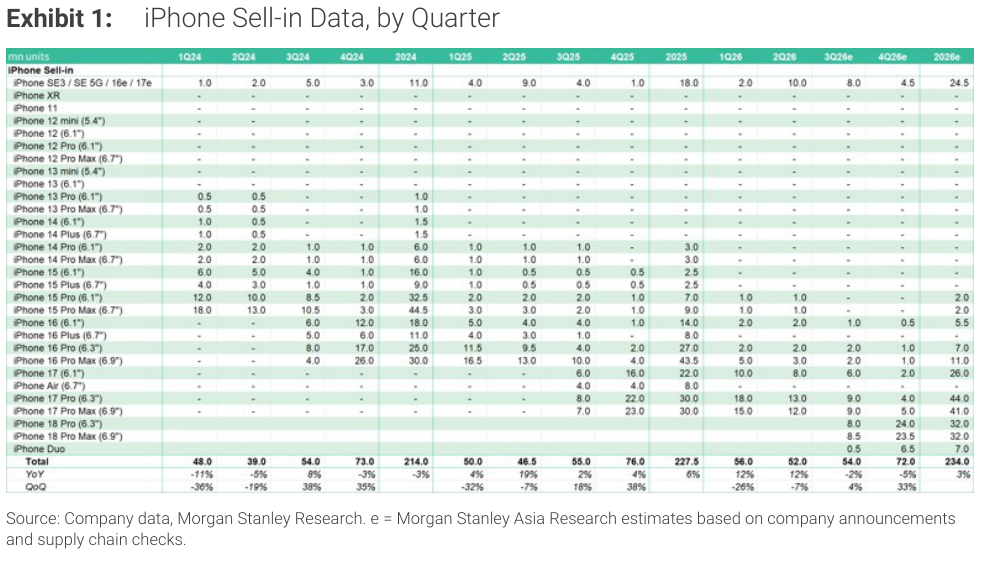 Exhibit 1: iPhone Sell-in Data, by Quarter
mn units 1Q24 2Q24 3Q24 4Q24 2024 1Q25 2Q25 3Q25 4Q25 2025 1Q26 2Q26 3Q26e 4Q26e 2026e
iPhone Sell-in
iPhone SE3 / SE 5G / 16e / 17e 1.0 2.0 5.0 3.0 11.0 4.0 9.0 4.0 1.0 18.0 2.0 10.0 8.0 4.5 24.5
iPhone XR - - - - - - - - - - - - - - -
iPhone 11 - - - - - - - - - - - - - - -
iPhone 12 mini (5.4") - - - - - - - - - - - - - - -
iPhone 12 (6.1") - - - - - - - - - - - - - - -
iPhone 12 Pro (6.1") - - - - - - - - - - - - - - -
iPhone 12 Pro Max (6.7") - - - - - - - - - - - - - - -
iPhone 13 mini (5.4") - - - - - - - - - - - - - - -
iPhone 13 (6.1") - - - - - - - - - - - - - - -
iPhone 13 Pro (6.1") 0.5 0.5 - - 1.0 - - - - - - - - - -
iPhone 13 Pro Max (6.7") 0.5 0.5 - - 1.0 - - - - - - - - - -
iPhone 14 (6.1") 1.0 0.5 - - 1.5 - - - - - - - - - -
iPhone 14 Plus (6.7") 1.0 0.5 - - 1.5 - - - - - - - - - -
iPhone 14 Pro (6.1") 2.0 2.0 1.0 1.0 6.0 1.0 1.0 1.0 - 3.0 - - - - -
iPhone 14 Pro Max (6.7") 2.0 2.0 1.0 1.0 6.0 1.0 1.0 1.0 - 3.0 - - - - -
iPhone 15 (6.1") 6.0 5.0 4.0 1.0 16.0 1.0 0.5 0.5 0.5 2.5 - - - - -
iPhone 15 Plus (6.7") 4.0 3.0 1.0 1.0 9.0 1.0 0.5 0.5 0.5 2.5 - - - - -
iPhone 15 Pro (6.1") 12.0 10.0 8.5 2.0 32.5 2.0 2.0 2.0 1.0 7.0 1.0 1.0 - - 2.0
iPhone 15 Pro Max (6.7") 18.0 13.0 10.5 3.0 44.5 3.0 3.0 2.0 1.0 9.0 1.0 1.0 - - 2.0
iPhone 16 (6.1") - - 6.0 12.0 18.0 5.0 4.0 4.0 1.0 14.0 2.0 2.0 1.0 0.5 5.5
iPhone 16 Plus (6.7") - - 5.0 6.0 11.0 4.0 3.0 1.0 - 8.0 - - - - -
iPhone 16 Pro (6.3") - - 8.0 17.0 25.0 11.5 9.5 4.0 2.0 27.0 2.0 2.0 2.0 1.0 7.0
iPhone 16 Pro Max (6.9") - - 4.0 26.0 30.0 16.5 13.0 10.0 4.0 43.5 5.0 3.0 2.0 1.0 11.0
iPhone 17 (6.1") - - - - - - - 6.0 16.0 22.0 10.0 8.0 6.0 2.0 26.0
iPhone Air (6.7") - - - - - - - 4.0 4.0 8.0 - - - - -
iPhone 17 Pro (6.3") - - - - - - - 8.0 22.0 30.0 18.0 13.0 9.0 4.0 44.0
iPhone 17 Pro Max (6.9") - - - - - - - 7.0 23.0 30.0 15.0 12.0 9.0 5.0 41.0
iPhone 18 Pro (6.3") 8.0 24.0 32.0
iPhone 18 Pro Max (6.9") 8.5 23.5 32.0
iPhone Duo 0.5 6.5 7.0
Total 48.0 39.0 54.0 73.0 214.0 50.0 46.5 55.0 76.0 227.5 56.0 52.0 54.0 72.0 234.0
YoY -11% -5% 8% -3% -3% 4% 19% 2% 4% 6% 12% 12% -2% -5% 3%
QoQ -36% -19% 38% 35% -32% -7% 18% 38% -26% -7% 4% 33%
Source: Company data, Morgan Stanley Research. e = Morgan Stanley Asia Research estimates based on company announcements
and supply chain checks.